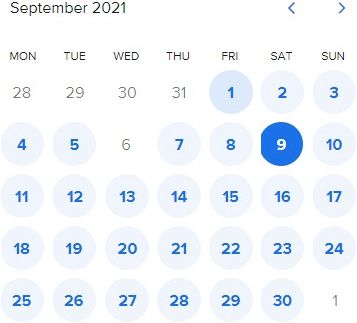 September 2021
MON TUE WED THU FRI SAT SUN
28 29 30 31 1 2 3
4 5 6 7 8 9 10
11 12 13 14 15 16 17
18 19 20 21 22 23 24
25 26 27 28 29 30 1